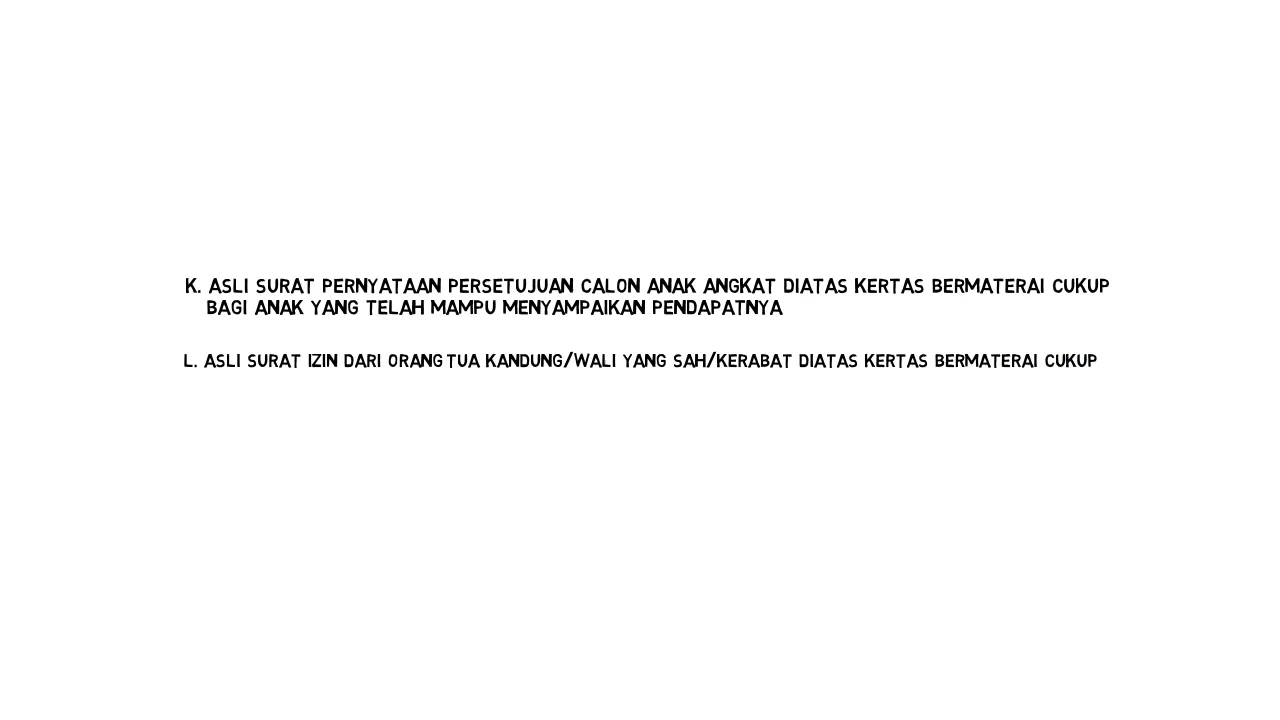 K. ASLI SURAT PERNYATAAN PERSETUJUAN CALON ANAK ANGKAT DIATAS KERTAS BERMATERAI CUKUP
BAGI ANAK YANG TELAH MAMPU MENYAMPAIKAN PENDAPATNYA
L. ASLI SURAT IZIN DARI ORANG TUA KANDUNG/WALI YANG SAH/KERABAT DIATAS KERTAS BERMATERAI CUKUP